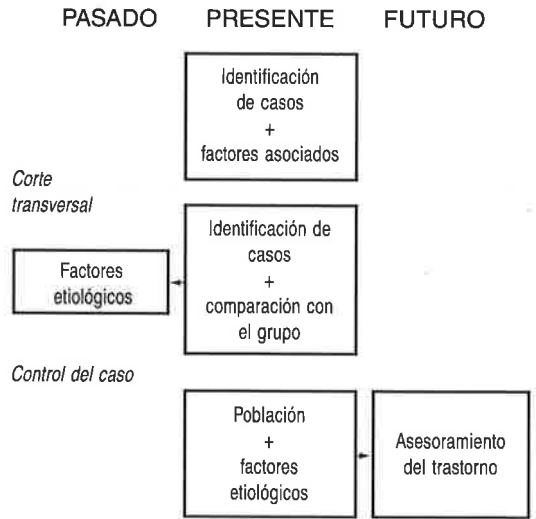 PASADO PRESENTE FUTURO
Identificación
de casos
+
factores asociados
Corte
transversal
Identificación de
casos
+
comparación con
el grupo
Factores
etiológicos
Control del caso
Población
+
factores
etiológicos
Asesoramiento
del trastorno